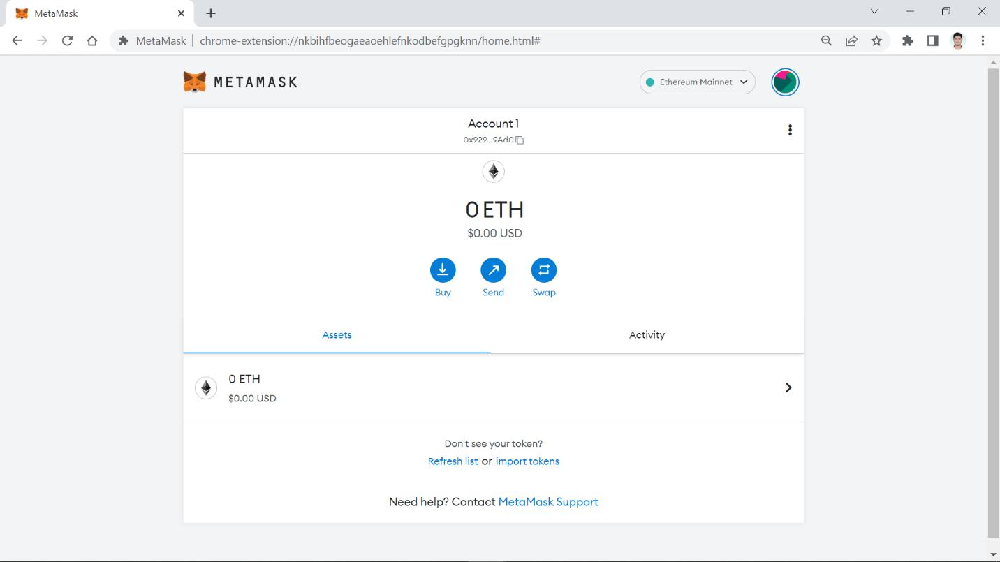 MetaMask
MetaMask | chrome-extension://nkbihfbeogaeaoehlefnkodbefgpgknn/home.html#
METAMASK
Ethereum Mainnet
Account 1
0x929...9Ad0
0 ETH
$0.00 USD
Buy Send Swap
Assets Activity
0 ETH
$0.00 USD
Don't see your token?
Refresh list or import tokens
Need help? Contact MetaMask Support